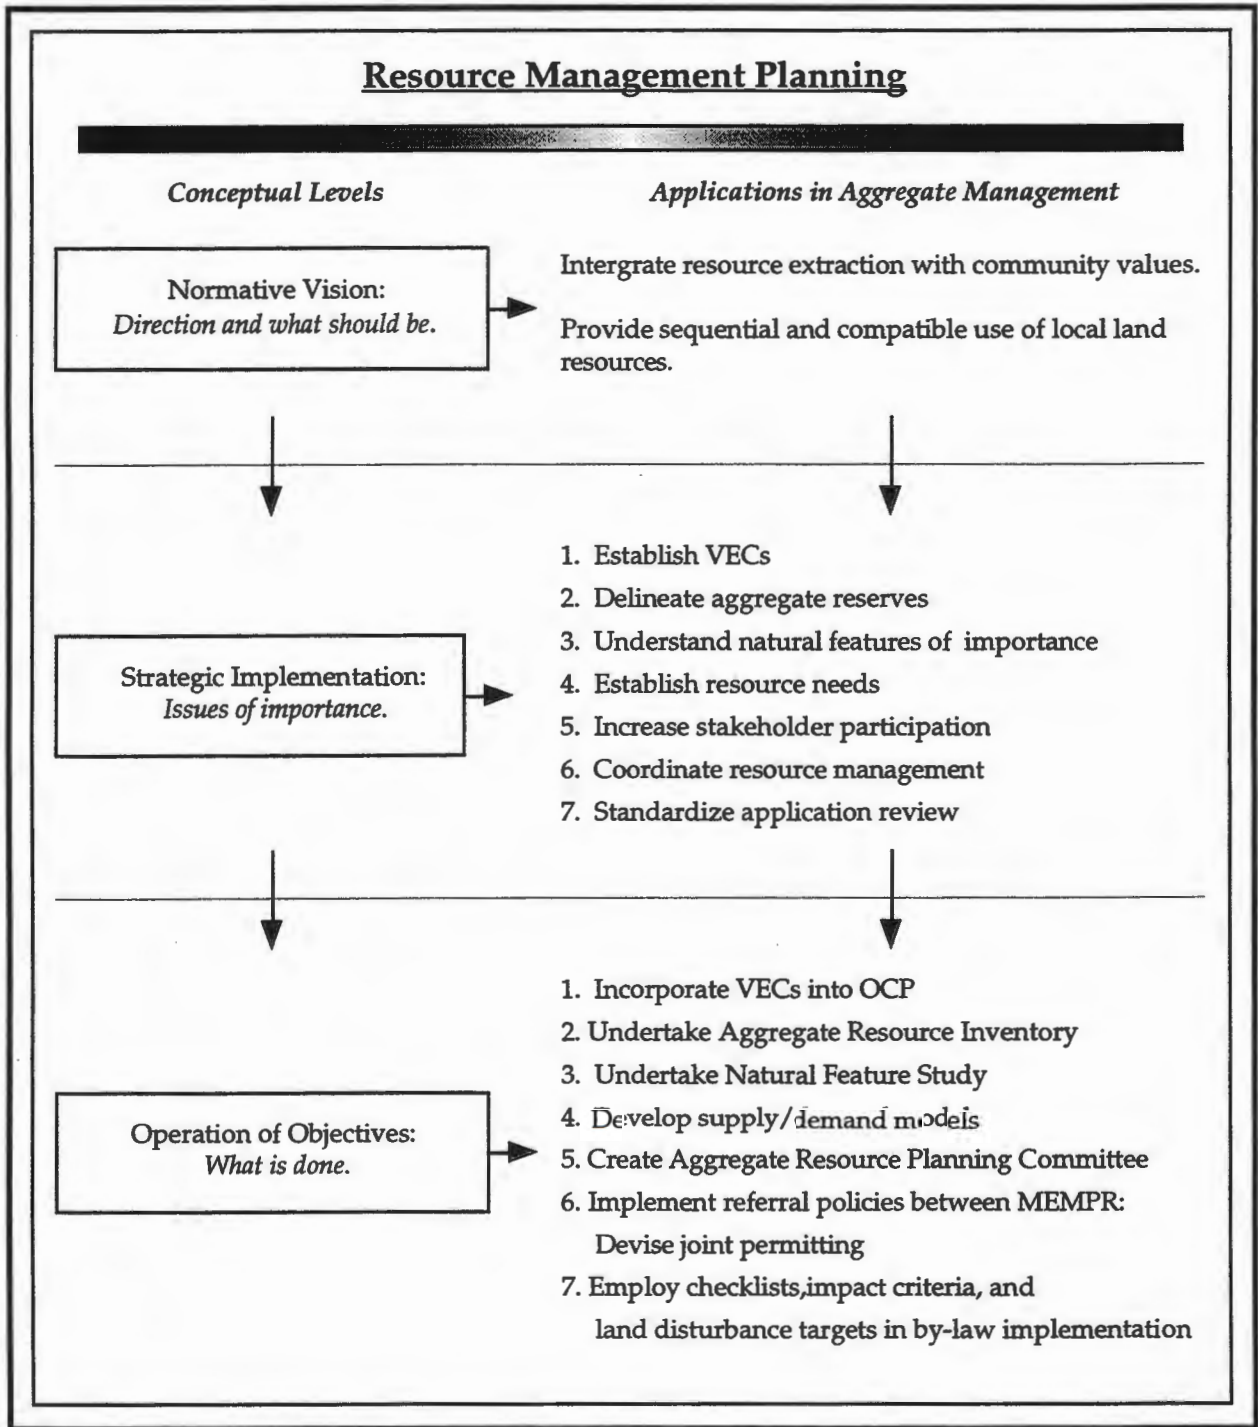 Resource Management Planning
Conceptual Levels
Applications in Aggregate Management
Normative Vision:
Direction and what should be.
Intergrate resource extraction with community values.
Provide sequential and compatible use of local land
resources.
Strategic Implementation:
Issues of importance.
1. Establish VECs
2. Delineate aggregate reserves
3. Understand natural features of importance
4. Establish resource needs
5. Increase stakeholder participation
6. Coordinate resource management
7. Standardize application review
Operation of Objectives:
What is done.
1. Incorporate VECs into OCP
2. Undertake Aggregate Resource Inventory
3. Undertake Natural Feature Study
4. Develop supply/demand models
5. Create Aggregate Resource Planning Committee
6. Implement referral policies between MEMPR:
Devise joint permitting
7. Employ checklists,impact criteria, and
land disturbance targets in by-law implementation